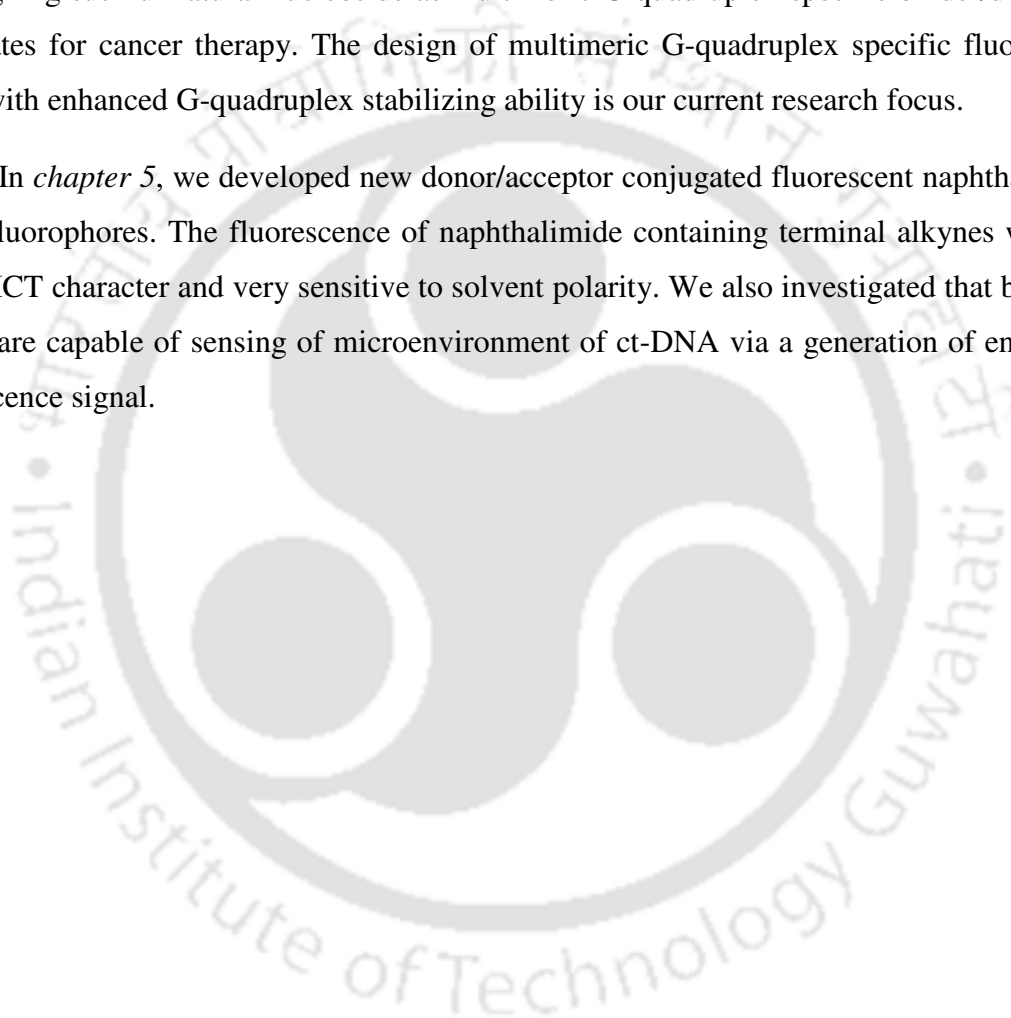 ates for cancer therapy. The design of multimeric G-quadruplex specific fluo
with enhanced G-quadruplex stabilizing ability is our current research focus.
In chapter 5, we developed new donor/acceptor conjugated fluorescent naphtha
luorophores. The fluorescence of naphthalimide containing terminal alkynes w
ICT character and very sensitive to solvent polarity. We also investigated that b
are capable of sensing of microenvironment of ct-DNA via a generation of en
cence signal.
Indian Institute of Technology Guwahati